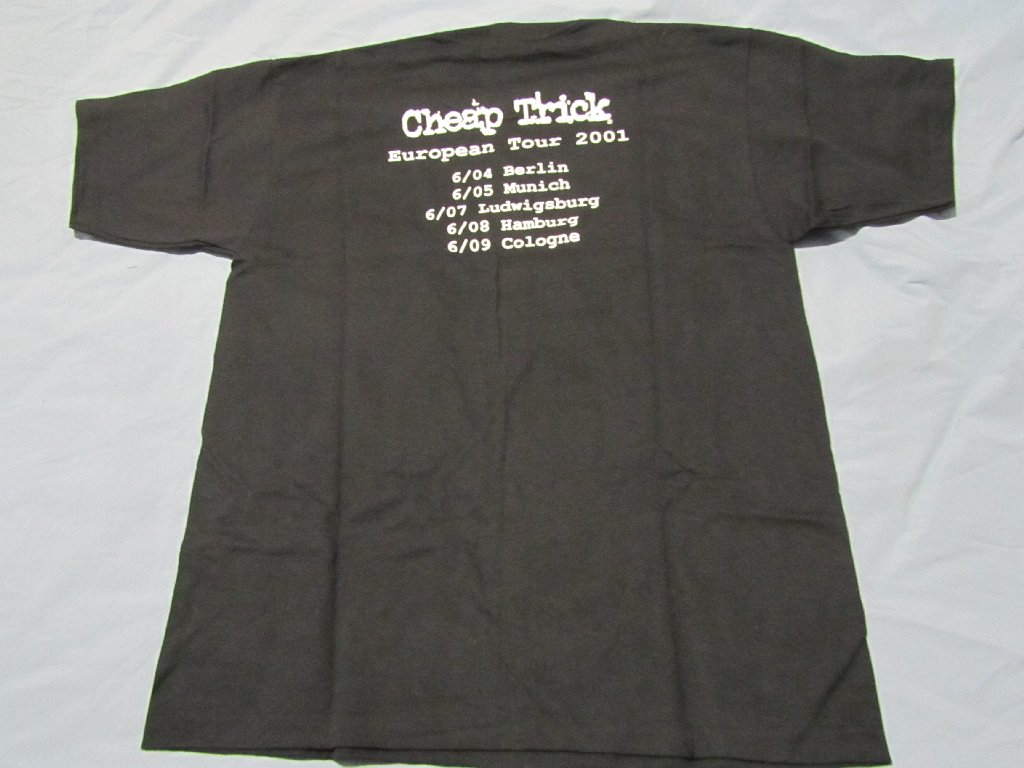 Cheap Trick
European Tour 2001
6/04 Berlin
6/05 Munich
6/07 Ludwigsburg
6/08 Hamburg
6/09 Cologne